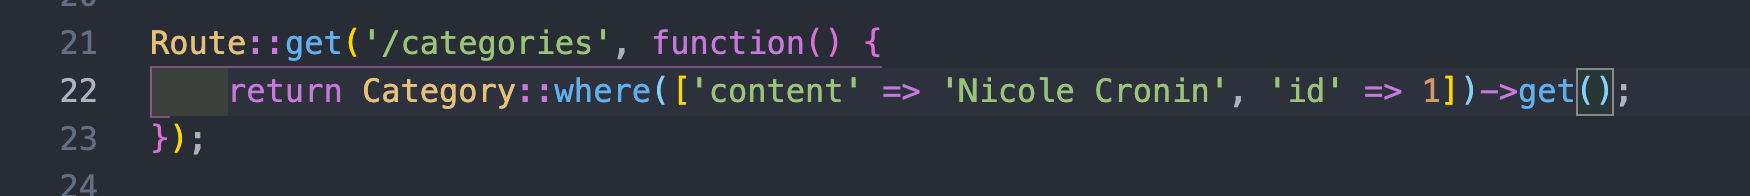 21 Route::get('/categories', function() {
22     return Category::where(['content' => 'Nicole Cronin', 'id' => 1])->get();
23 });
24